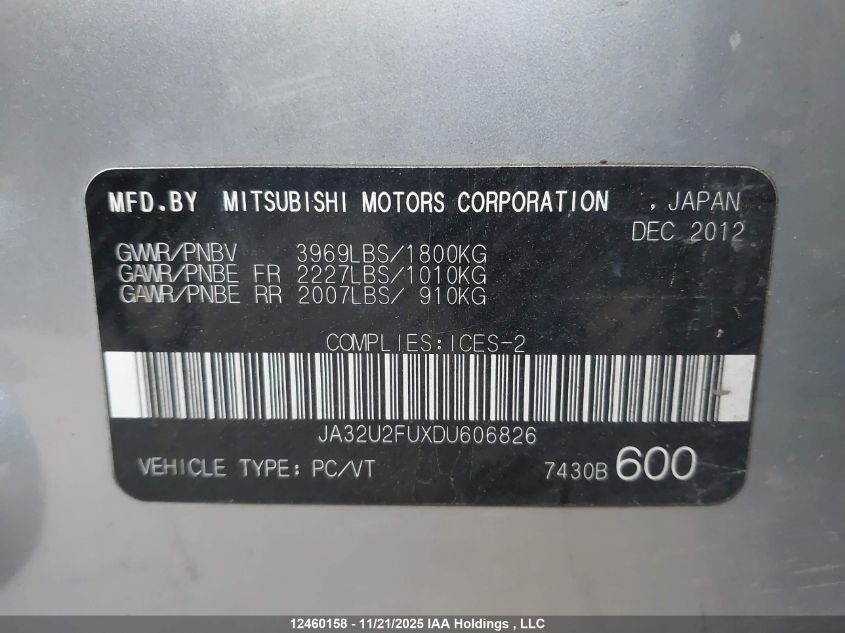 MFD.BY MITSUBISHI MOTORS CORPORATION , JAPAN
DEC 2012
GVWR/PNBV 3969LBS/1800KG
GAWR/PNBE FR 2227LBS/1010KG
GAWR/PNBE RR 2007LBS/ 910KG
COMPLIES:ICES-2
JA32U2FUXDU606826
VEHICLE TYPE: PC/VT 7430B 600
12460158 - 11/21/2025 IAA Holdings , LLC